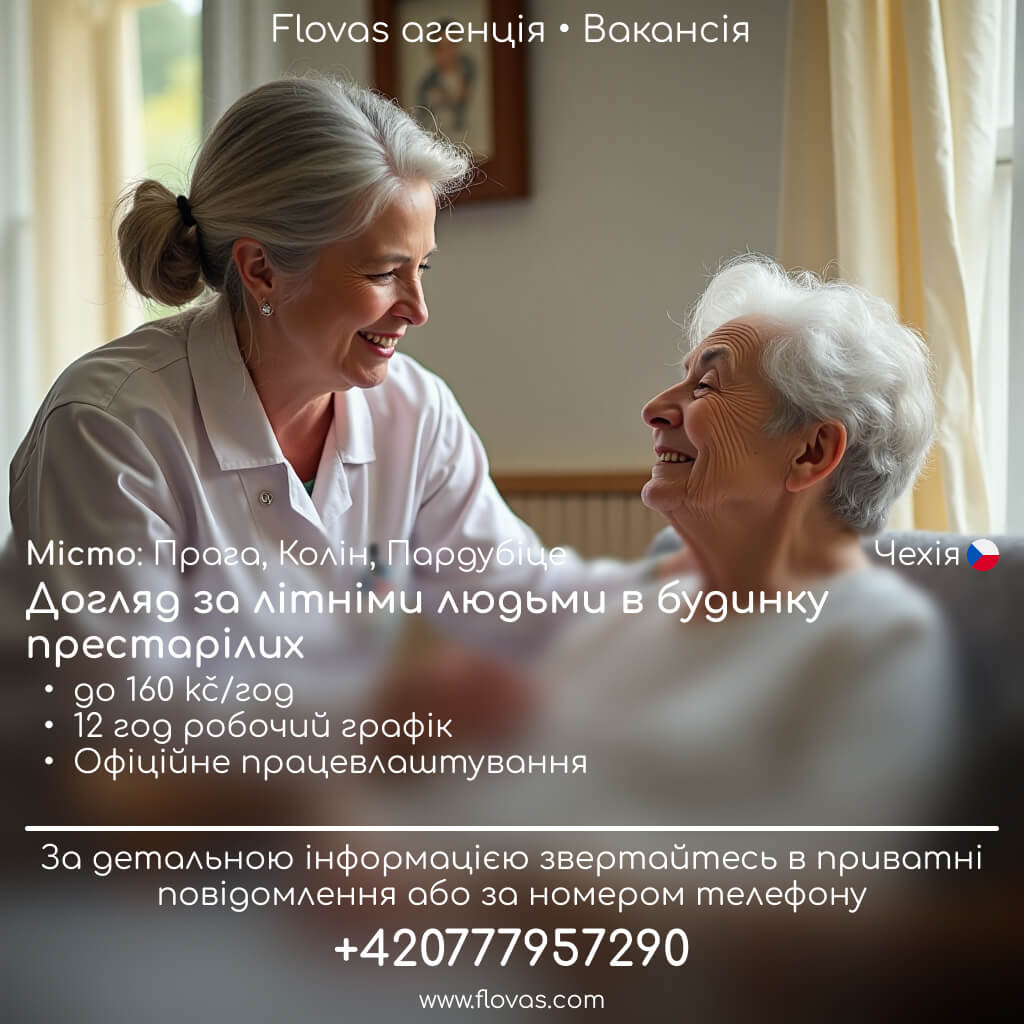 Flovas агенція • Вакансія
Місто: Прага, Колін, Пардубіце
Чехія
Догляд за літніми людьми в будинку
престарілих
• до 160 kč/год
• 12 год робочий графік
• Офіційне працевлаштування
За детальною інформацією звертайтесь в приватні
повідомлення або за номером телефону
+420777957290
www.flovas.com